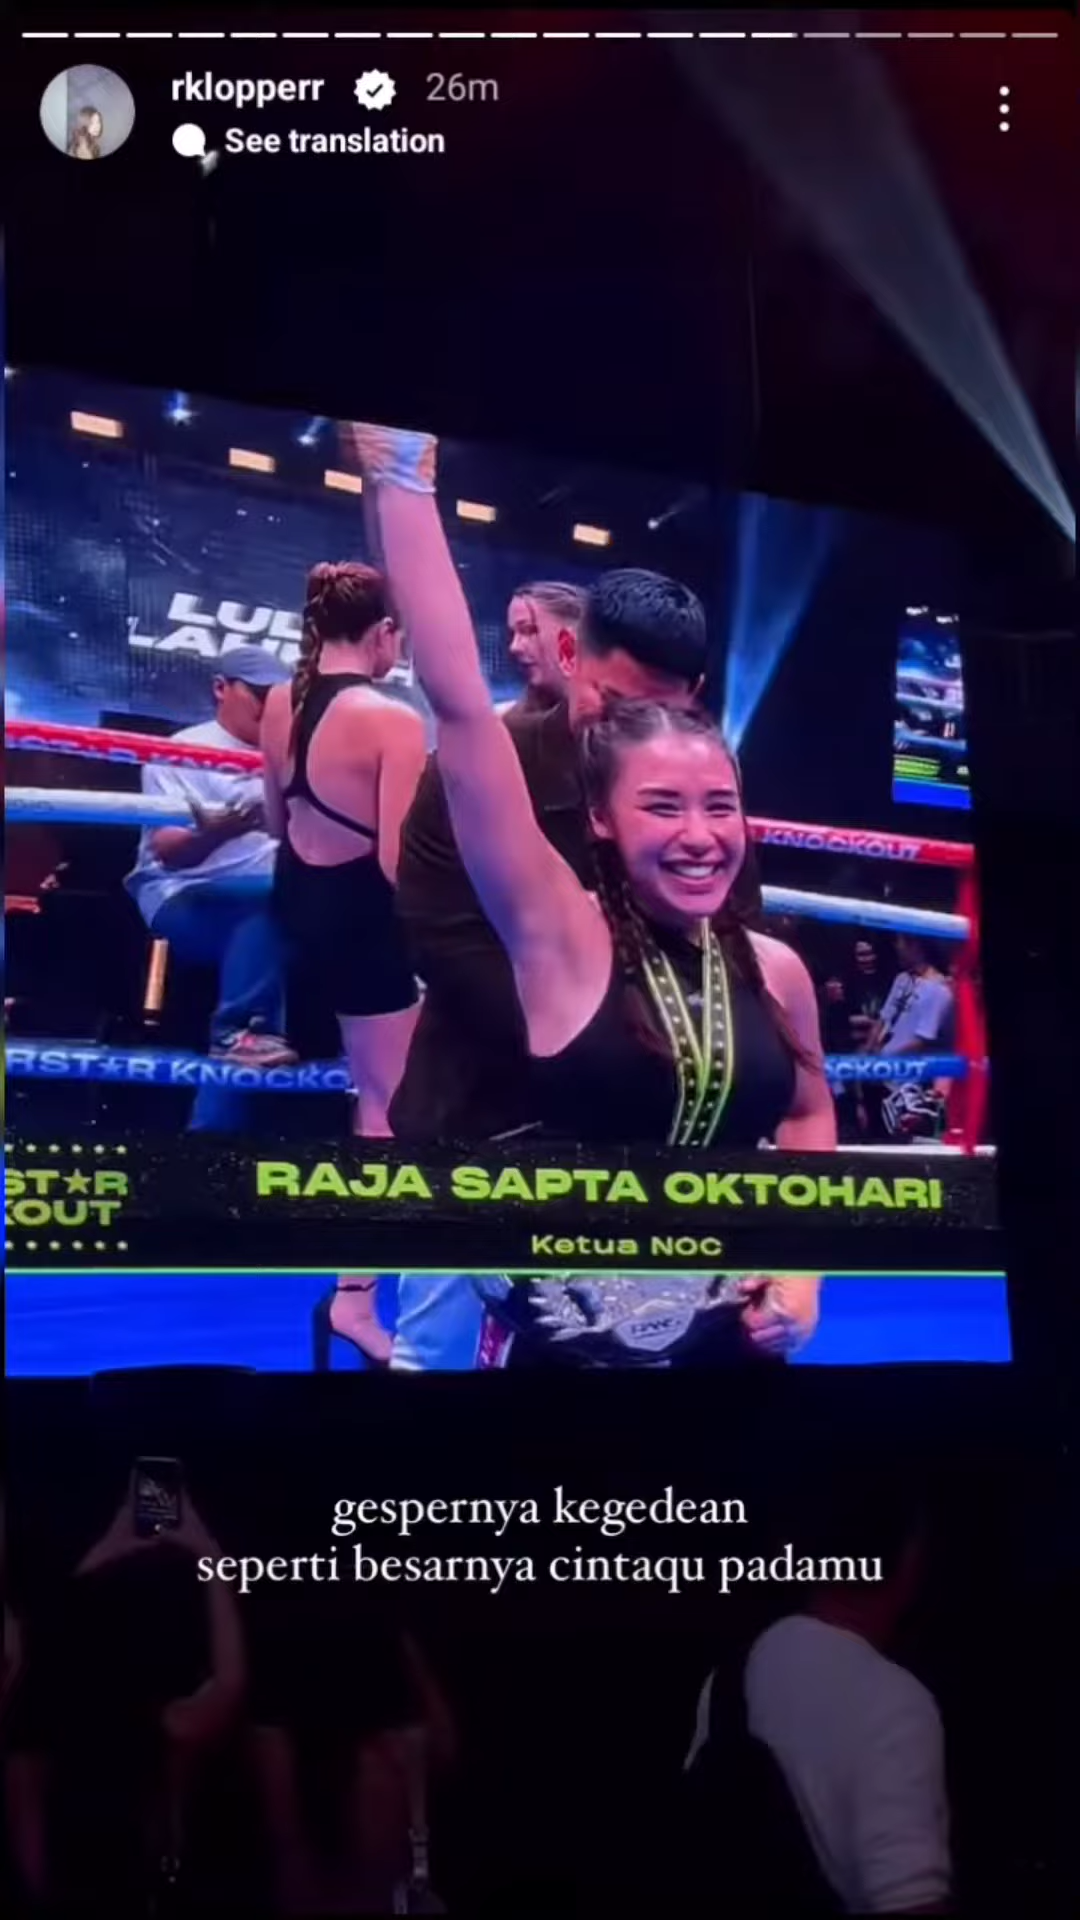 rklopperr 26m
See translation
KNOCKOUT
RAJA SAPTA OKTOHARI
Ketua NOC
gespernya kegedean
seperti besarnya cintaqu padamu